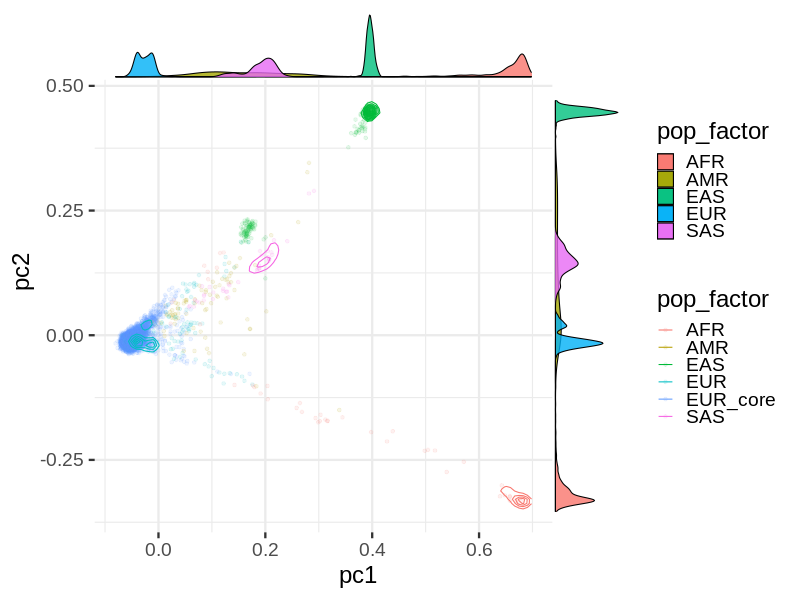 0.50
0.25
0.00
-0.25
pc2
0.0 0.2 0.4 0.6
pc1
pop_factor
AFR
AMR
EAS
EUR
SAS
pop_factor
AFR
AMR
EAS
EUR
EUR_core
SAS